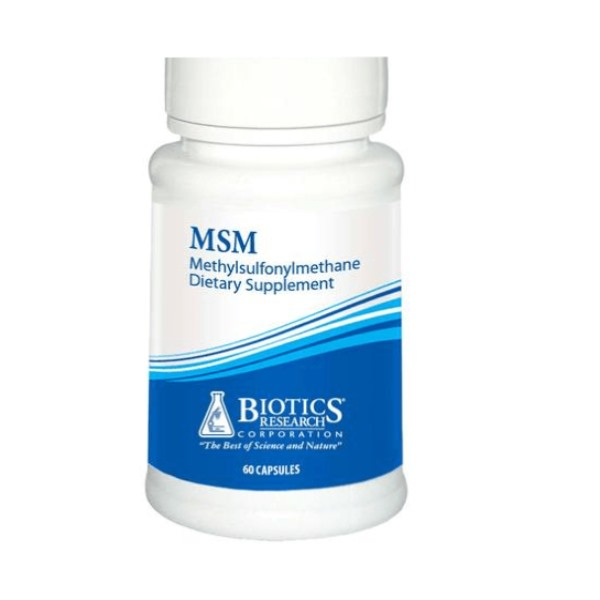 MSM
Methylsulfonylmethane
Dietary Supplement
BIOTICS®
RESEARCH
CORPORATION
"The Best of Science and Nature"
60 CAPSULES